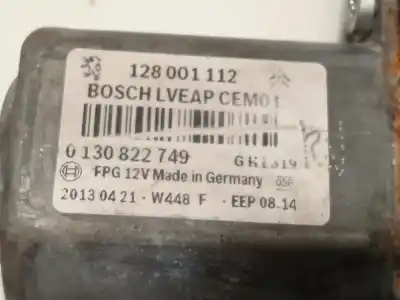 128 001 112
BOSCH LVEAP CEM01
0 130 822 749
FPG 12V Made in Germany
2013 04 21 - W448 F - EEP 08.14